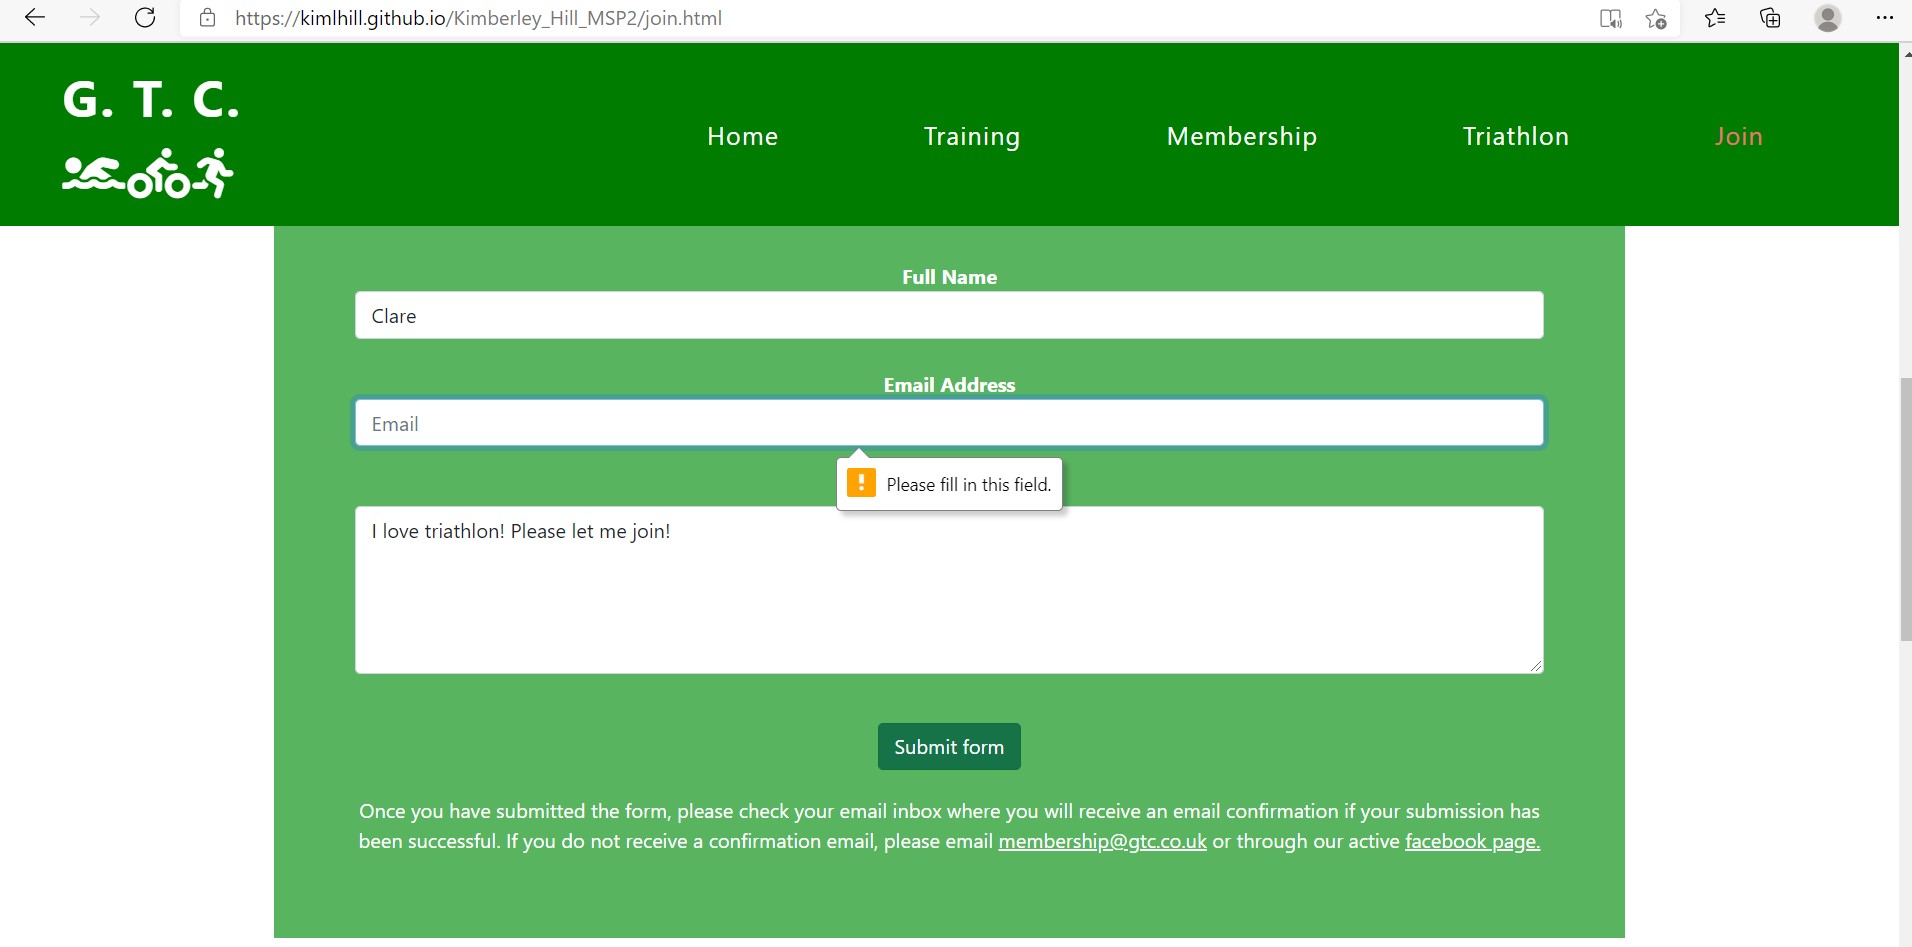 https://kimlhill.github.io/Kimberley_Hill_MSP2/join.html
G. T. C.
Home
Training
Membership
Triathlon
Join
Full Name
Clare
Email Address
Email
Please fill in this field.
I love triathlon! Please let me join!
Submit form
Once you have submitted the form, please check your email inbox where you will receive an email confirmation if your submission has
been successful. If you do not receive a confirmation email, please email membership@gtc.co.uk or through our active facebook page.